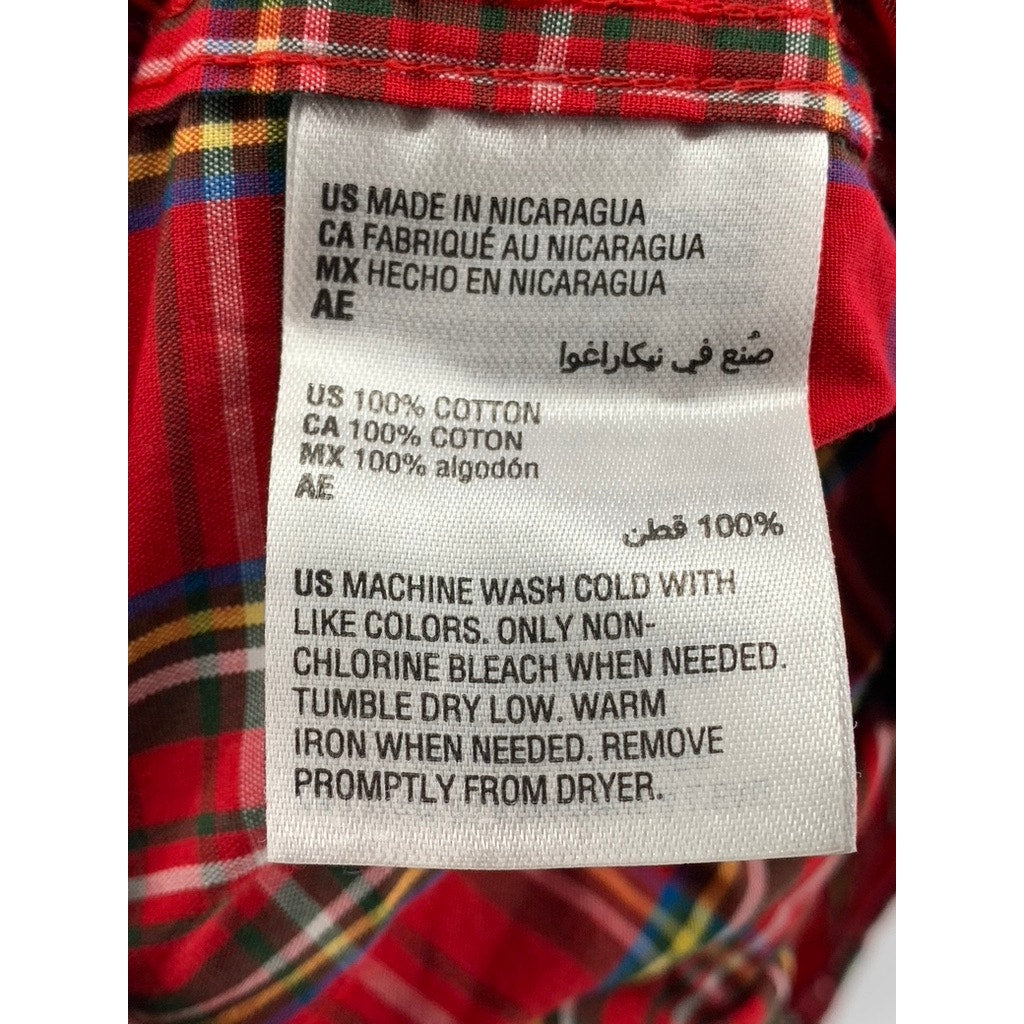 US MADE IN NICARAGUA
CA FABRIQUÉ AU NICARAGUA
MX HECHO EN NICARAGUA
AE
صُنع في نيكاراغوا
US 100% COTTON
CA 100% COTON
MX 100% algodón
AE
100% قطن
US MACHINE WASH COLD WITH
LIKE COLORS. ONLY NON-
CHLORINE BLEACH WHEN NEEDED.
TUMBLE DRY LOW. WARM
IRON WHEN NEEDED. REMOVE
PROMPTLY FROM DRYER.